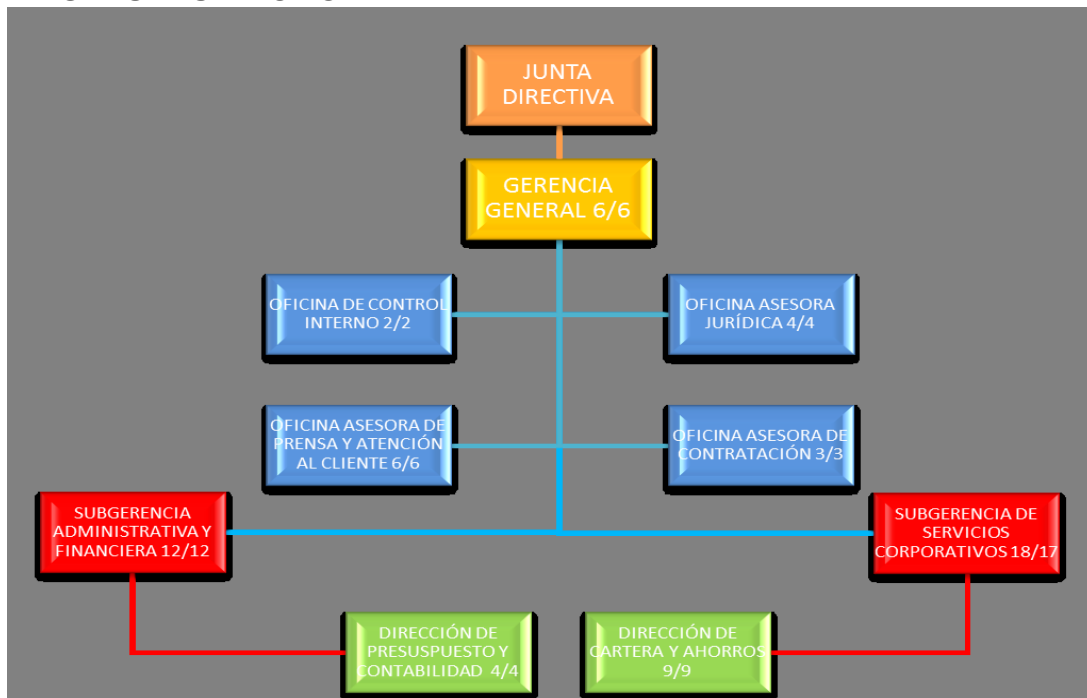 JUNTA
DIRECTIVA
GERENCIA
GENERAL 6/6
OFICINA DE CONTROL
INTERNO 2/2
OFICINA ASESORA
JURÍDICA 4/4
OFICINA ASESORA DE
PRENSA Y ATENCIÓN
AL CLIENTE 6/6
OFICINA ASESORA DE
CONTRATACIÓN 3/3
SUBGERENCIA
ADMINISTRATIVA Y
FINANCIERA 12/12
SUBGERENCIA DE
SERVICIOS
CORPORATIVOS 18/17
DIRECCIÓN DE
PRESUSPUESTO Y
CONTABILIDAD 4/4
DIRECCIÓN DE
CARTERA Y AHORROS
9/9